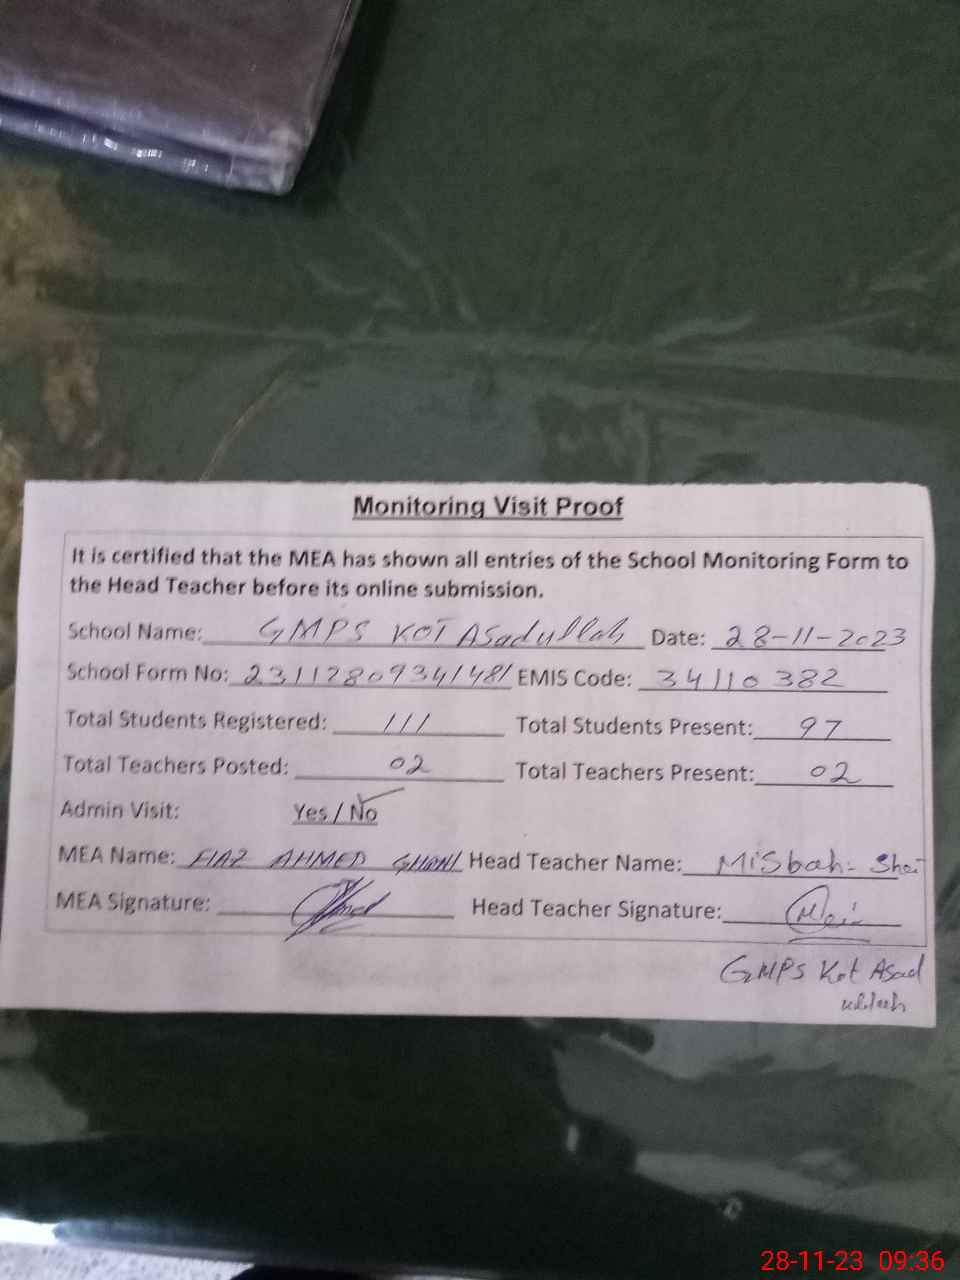 Monitoring Visit Proof
It is certified that the MEA has shown all entries of the School Monitoring Form to
the Head Teacher before its online submission.
School Name: GMPS KOT Asadullah Date: 28-11-2023
School Form No: 23112809341481 EMIS Code: 34110382
Total Students Registered: 111 Total Students Present: 97
Total Teachers Posted: 02 Total Teachers Present: 02
Admin Visit: Yes / No
MEA Name: FIAZ AHMED GHANI Head Teacher Name: Misbah-
MEA Signature: Head Teacher Signature:
GMPS Kot Asad
28-11-23 09:36